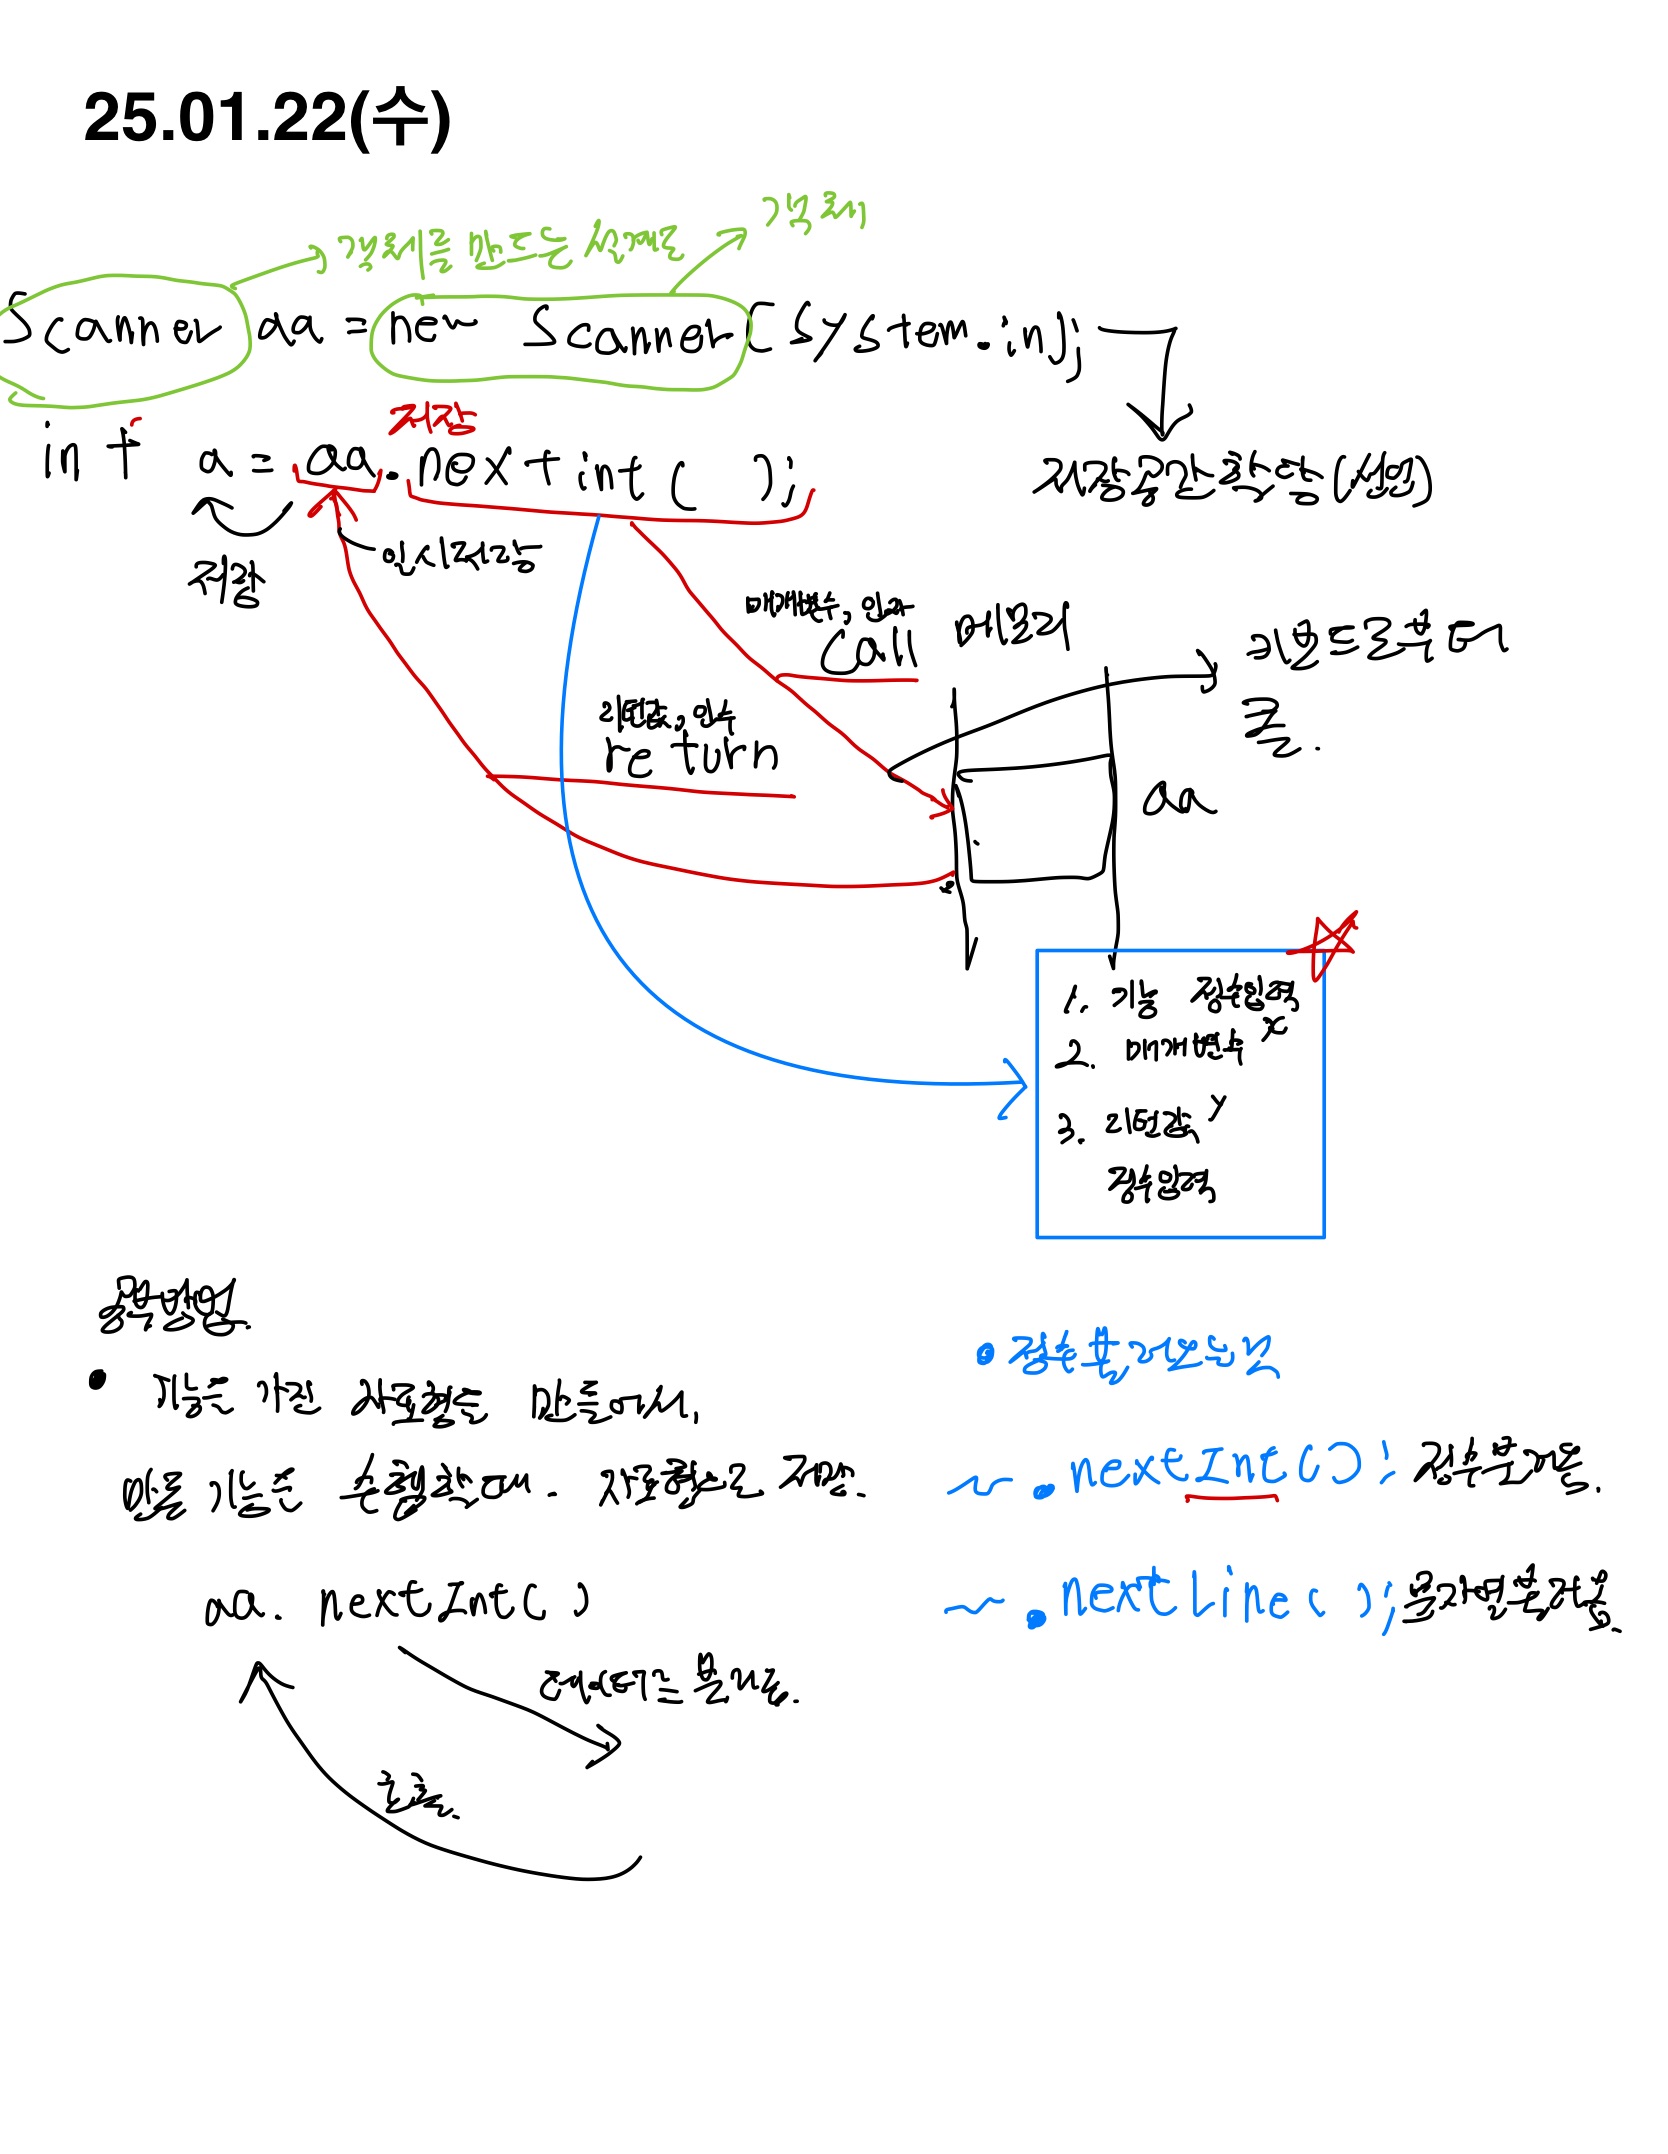 25.01.22(수)
객체를 만드는 설계도
객체
Scanner aa = new Scanner(System.in);
저장
int a = aa.nextint( );
저장공간할당(선언)
저장
임시저장
매개변수, 인자
call
메모리
키보드로부터
콜.
리턴값, 인수
return
aa
1. 기능 정수입력
2. 매개변수 x
3. 리턴값 y
정수입력
공부방법.
• 기능을 가진 자료형을 만들어서,
만든 기능을 수행할때. 자료형으로 저장.
aa. nextInt( )
데이터를 불러옴.
호출.
• 정수불러오는법
~.nextInt( ); 정수불러옴.
~.nextLine( ); 문자열불러옴.